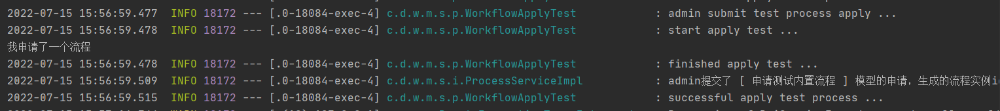 2022-07-15 15:56:59.477  INFO 18172 --- [.0-18084-exec-4] c.d.w.m.s.p.WorkflowApplyTest            : admin submit test process apply ...
2022-07-15 15:56:59.478  INFO 18172 --- [.0-18084-exec-4] c.d.w.m.s.p.WorkflowApplyTest            : start apply test ...
我申请了一个流程
2022-07-15 15:56:59.478  INFO 18172 --- [.0-18084-exec-4] c.d.w.m.s.p.WorkflowApplyTest            : finished apply test ...
2022-07-15 15:56:59.509  INFO 18172 --- [.0-18084-exec-4] c.d.w.m.s.i.ProcessServiceImpl           : admin提交了 [ 申请测试内置流程 ] 模型的申请，生成的流程实例i
2022-07-15 15:56:59.515  INFO 18172 --- [.0-18084-exec-4] c.d.w.m.s.p.WorkflowApplyTest            : successful apply test process ...